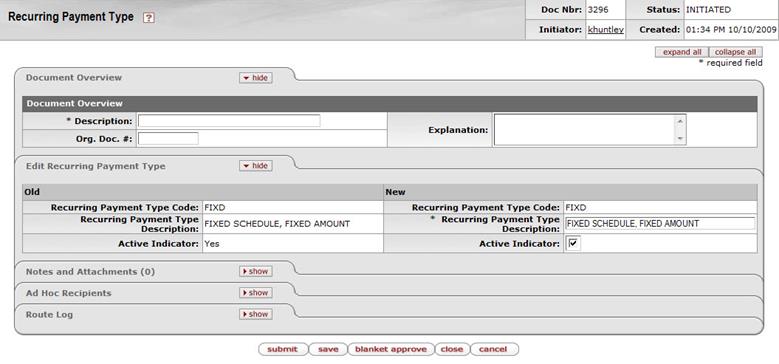 Recurring Payment Type ?
Doc Nbr: 3296 Status: INITIATED
Initiator: khuntley Created: 01:34 PM 10/10/2009
expand all collapse all
* required field
Document Overview hide
Document Overview
* Description: Explanation:
Org. Doc. #:
Edit Recurring Payment Type hide
Old New
Recurring Payment Type Code: FIXD Recurring Payment Type Code: FIXD
Recurring Payment Type Description: FIXED SCHEDULE, FIXED AMOUNT * Recurring Payment Type Description: FIXED SCHEDULE, FIXED AMOUNT
Active Indicator: Yes Active Indicator:
Notes and Attachments (0) show
Ad Hoc Recipients show
Route Log show
submit save blanket approve close cancel